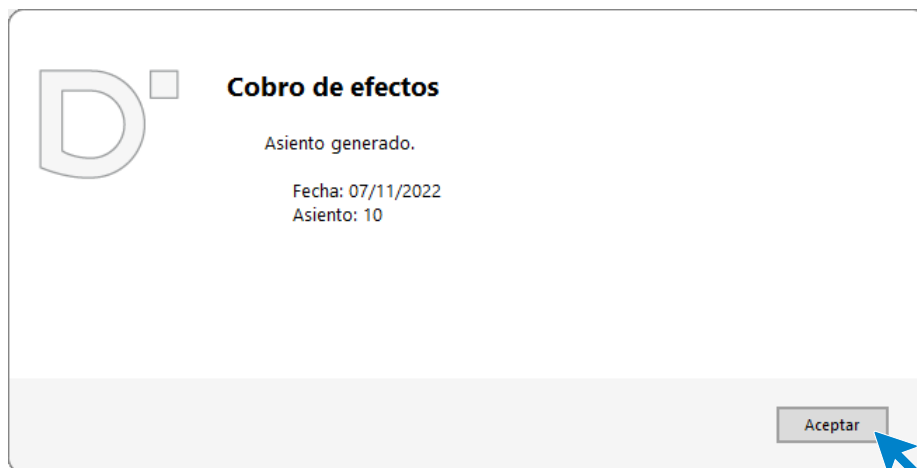 Cobro de efectos
Asiento generado.
Fecha: 07/11/2022
Asiento: 10
Aceptar